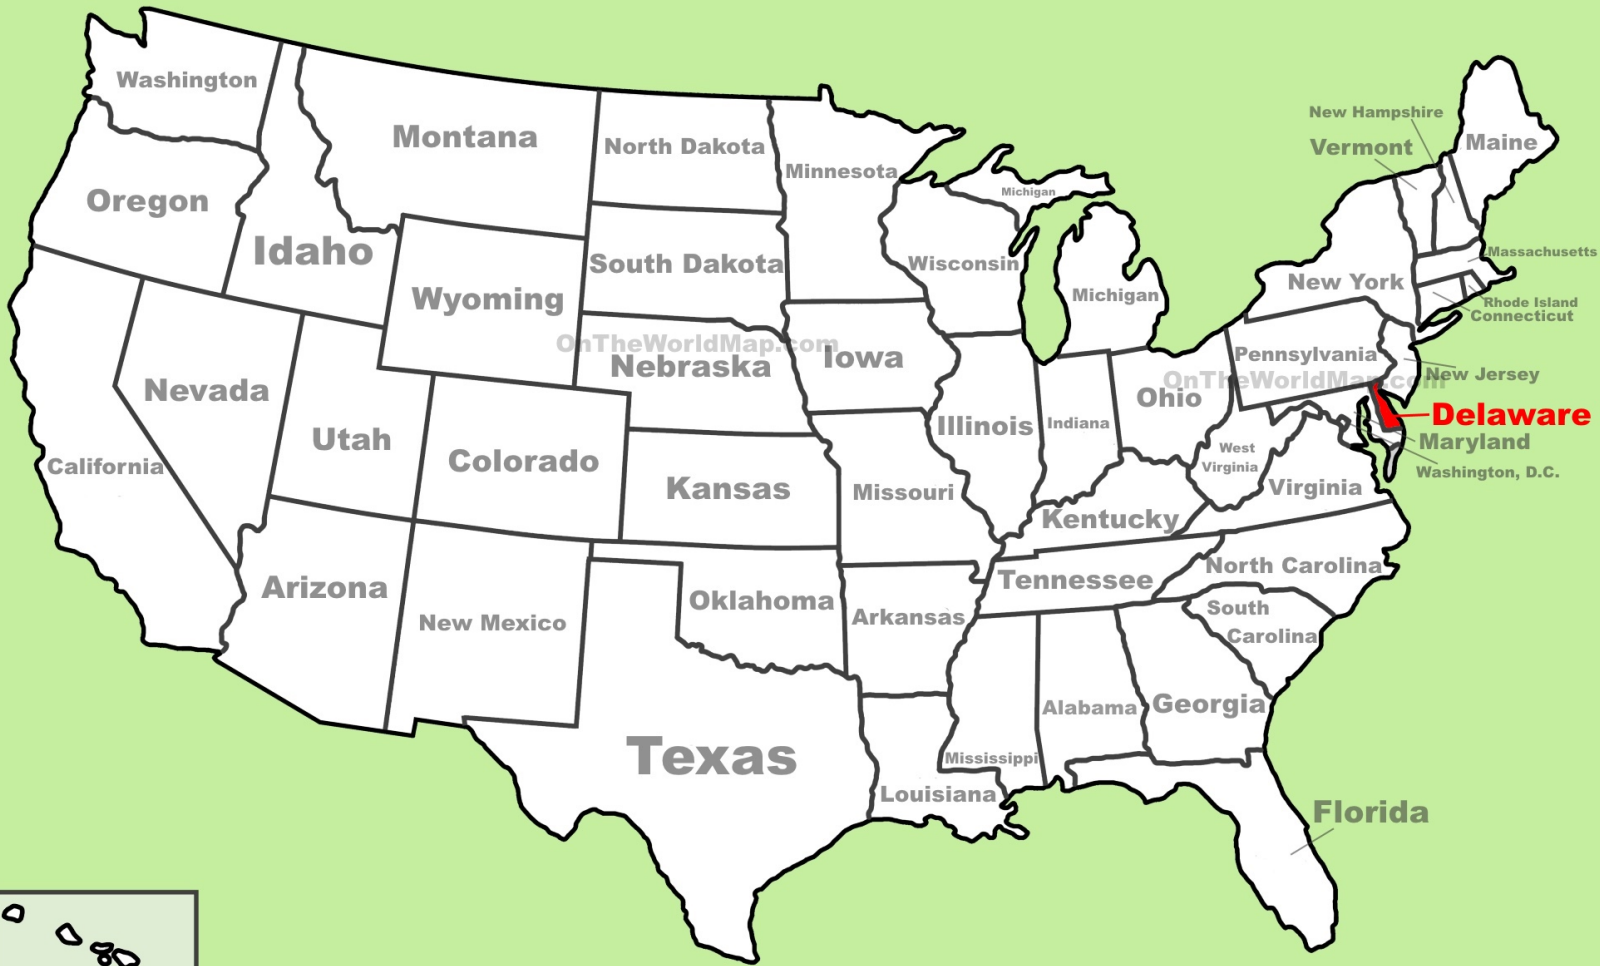 Washington
Montana
North Dakota
Minnesota
Michigan
New Hampshire
Vermont
Maine
Oregon
Idaho
Wyoming
South Dakota
Wisconsin
Michigan
New York
Massachusetts
Rhode Island
Connecticut
OnTheWorldMap.com
Nebraska
Iowa
Pennsylvania
OnTheWorldMap.com
New Jersey
Nevada
Utah
Colorado
Kansas
Missouri
Illinois
Indiana
Ohio
Delaware
Maryland
Washington, D.C.
West
Virginia
Virginia
California
Kentucky
Arizona
New Mexico
Oklahoma
Arkansas
Tennessee
North Carolina
South
Carolina
Texas
Louisiana
Mississippi
Alabama
Georgia
Florida